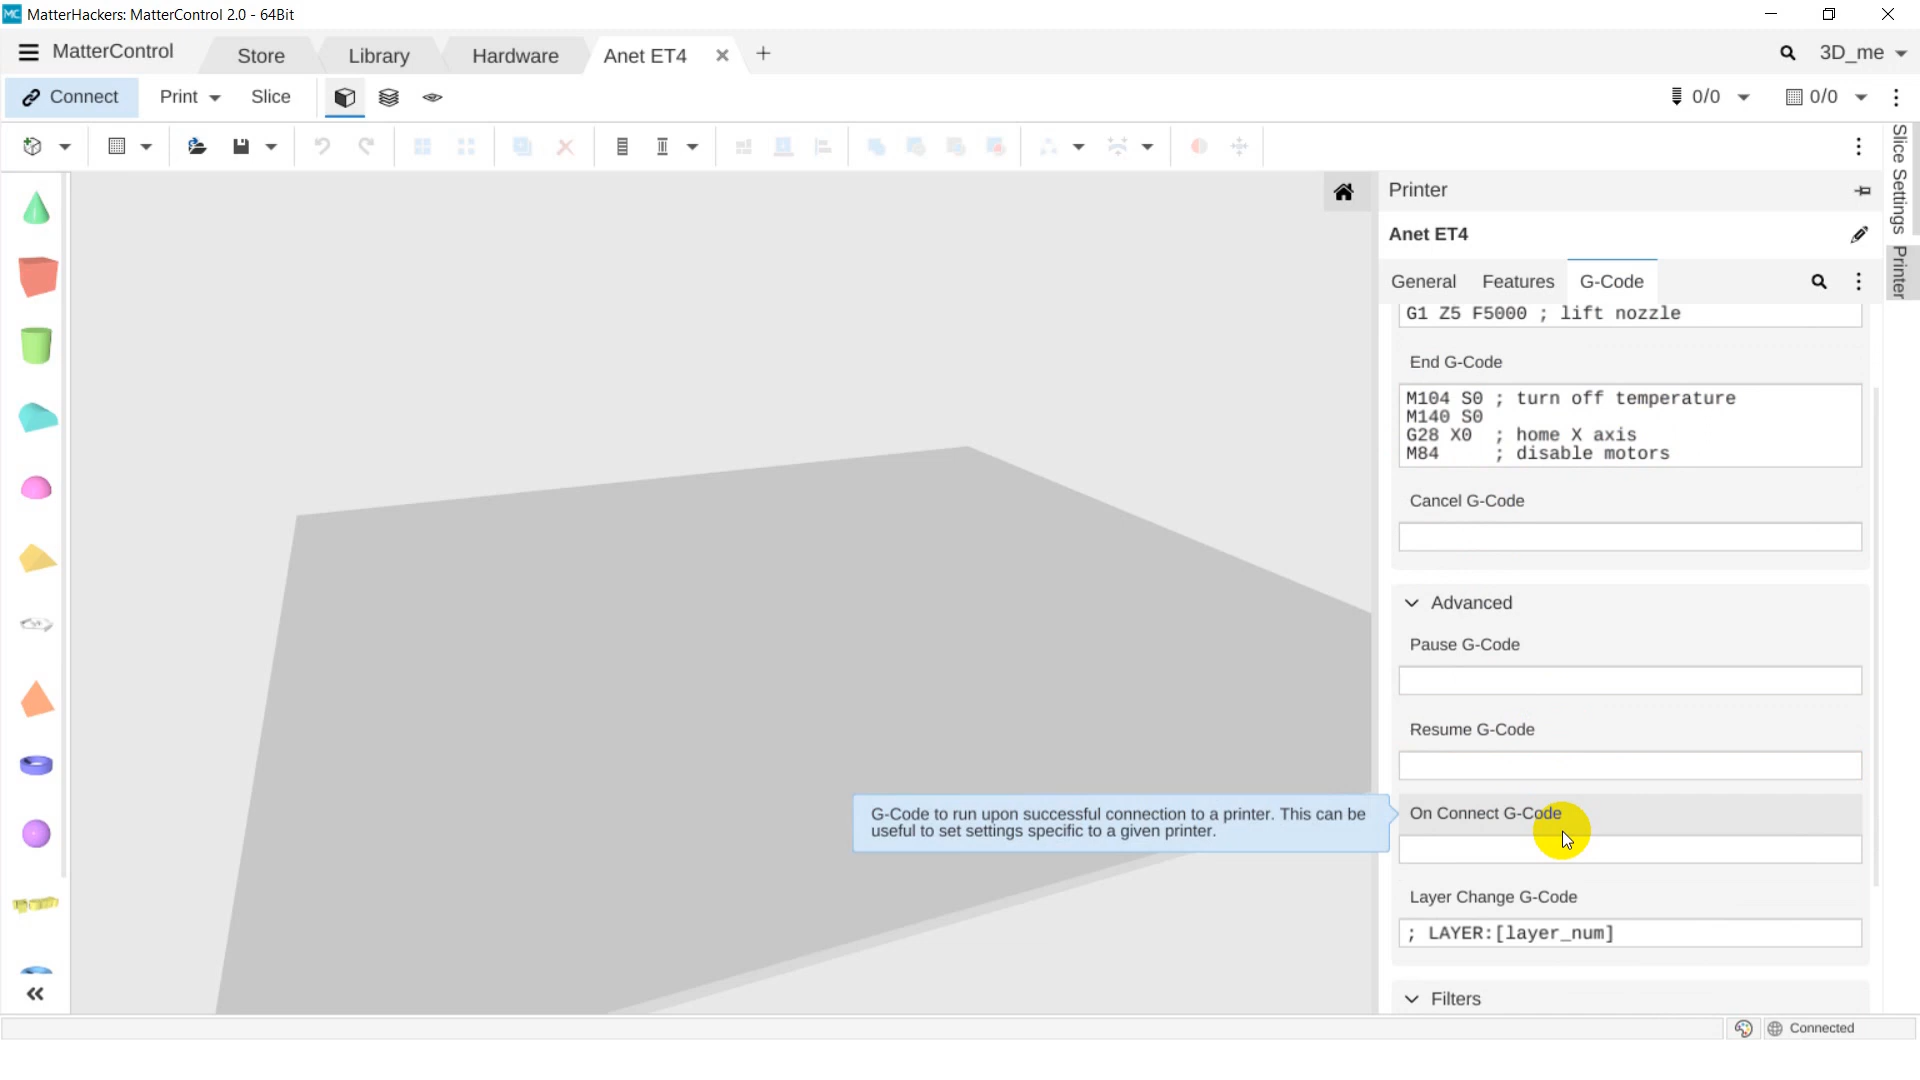 MC MatterHackers: MatterControl 2.0 - 64Bit
MatterControl
Store
Library
Hardware
Anet ET4
3D_me
Connect
Print
Slice
0/0
0/0
Slice Settings
Printer
Printer
Anet ET4
General
Features
G-Code
G1 Z5 F5000 ; lift nozzle
End G-Code
M104 S0 ; turn off temperature
M140 S0
G28 X0  ; home X axis
M84     ; disable motors
Cancel G-Code
Advanced
Pause G-Code
Resume G-Code
G-Code to run upon successful connection to a printer. This can be
useful to set settings specific to a given printer.
On Connect G-Code
Layer Change G-Code
; LAYER:[layer_num]
Filters
Connected